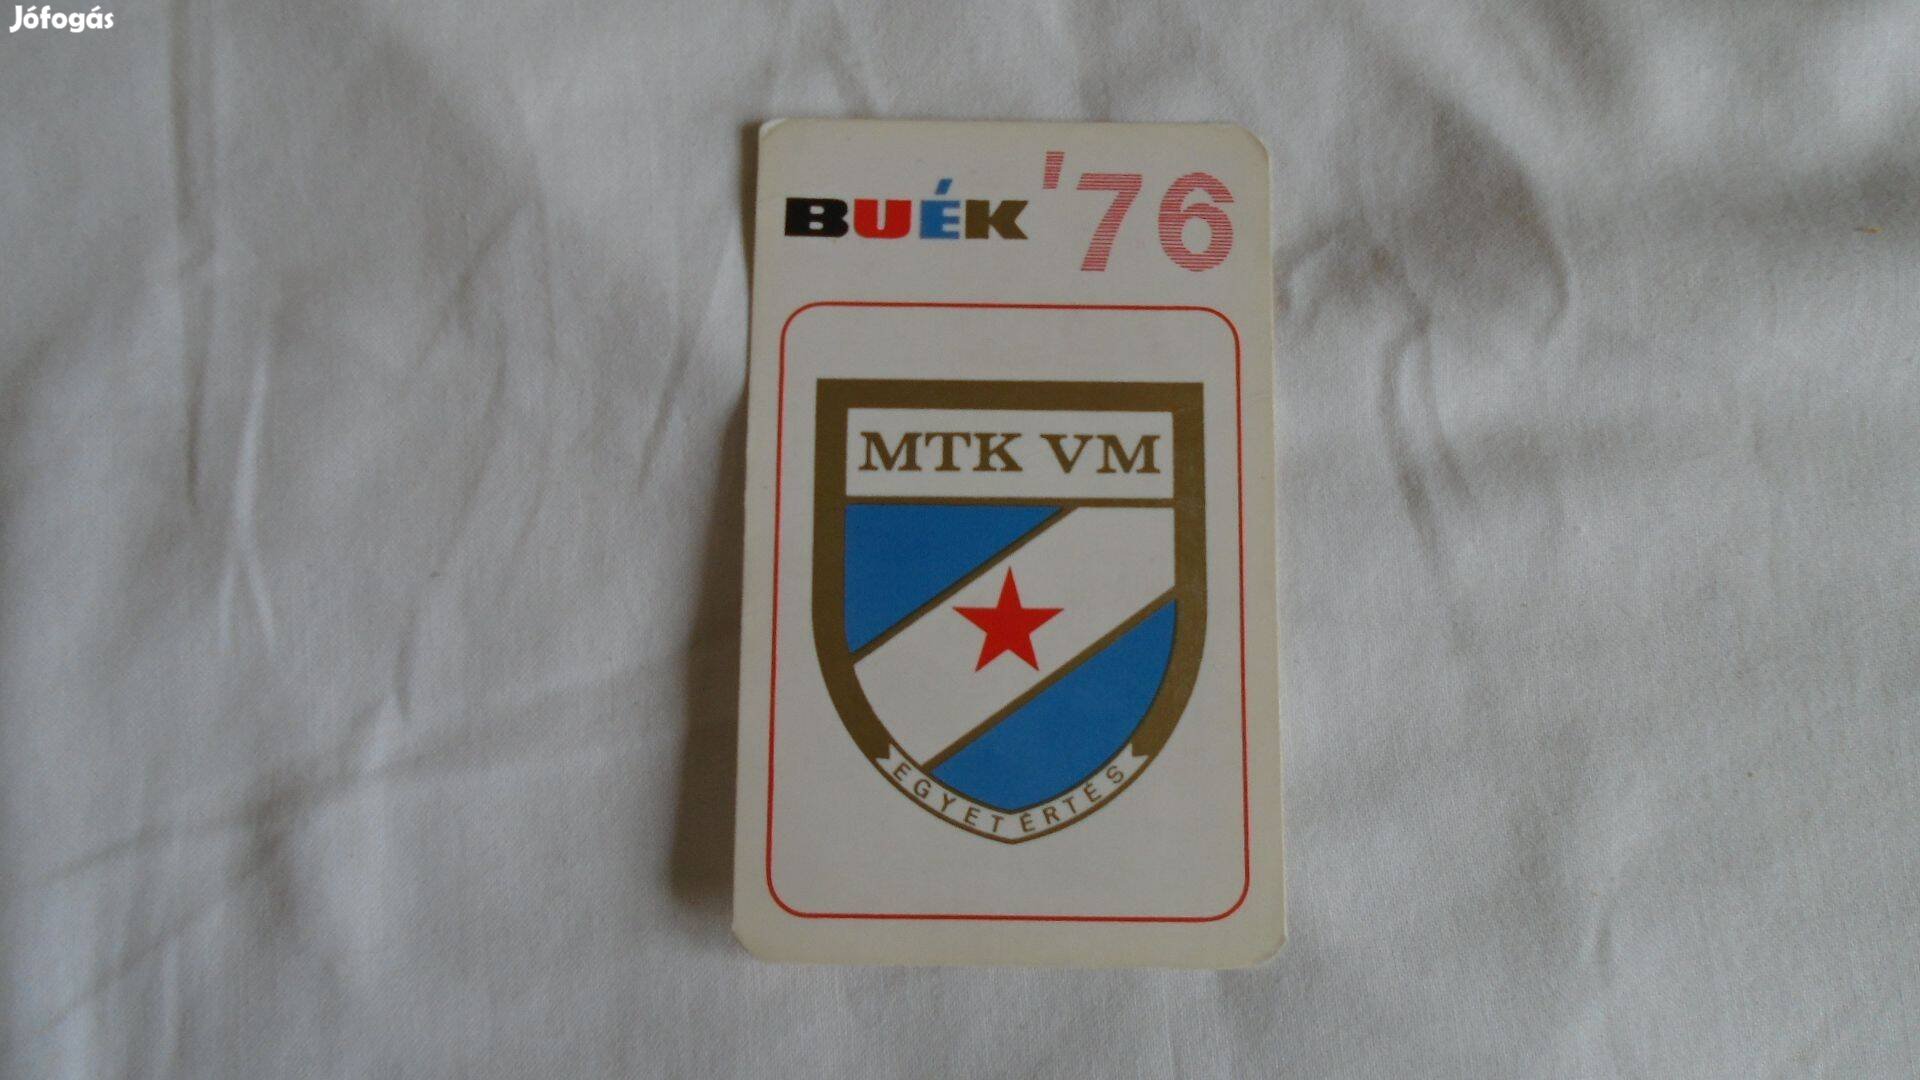 Jófogás
BUÉK '76
MTK VM
EGYETÉRTÉS